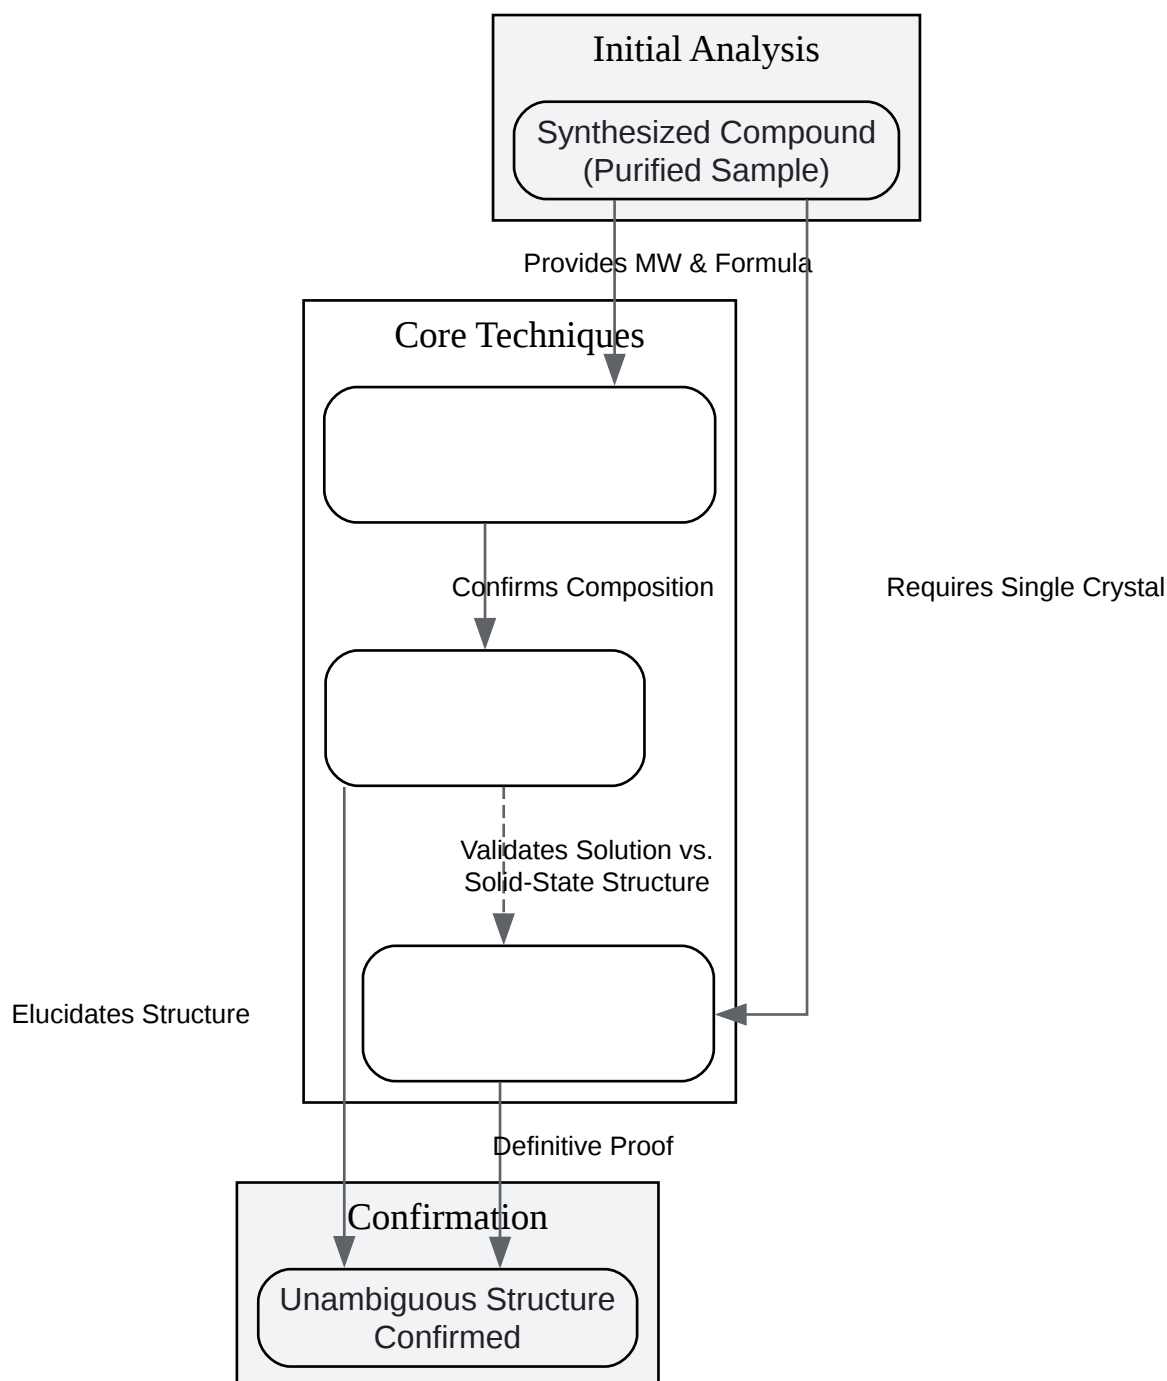 Initial Analysis
Synthesized Compound
(Purified Sample)
Provides MW & Formula
Core Techniques
Confirms Composition
Requires Single Crystal
Validates Solution vs.
Solid-State Structure
Elucidates Structure
Definitive Proof
Confirmation
Unambiguous Structure
Confirmed